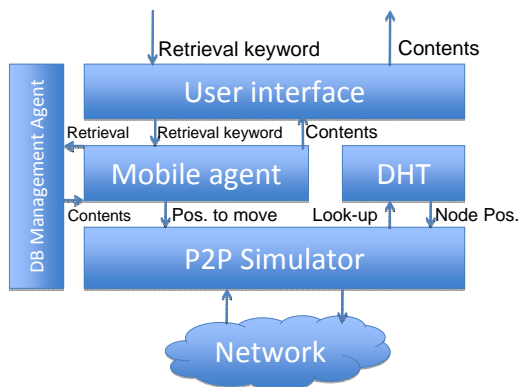 Retrieval keyword
Contents
User interface
DB Management Agent
Retrieval
Retrieval keyword
Contents
Mobile agent
DHT
Contents
Pos. to move
Look-up
Node Pos.
P2P Simulator
Network